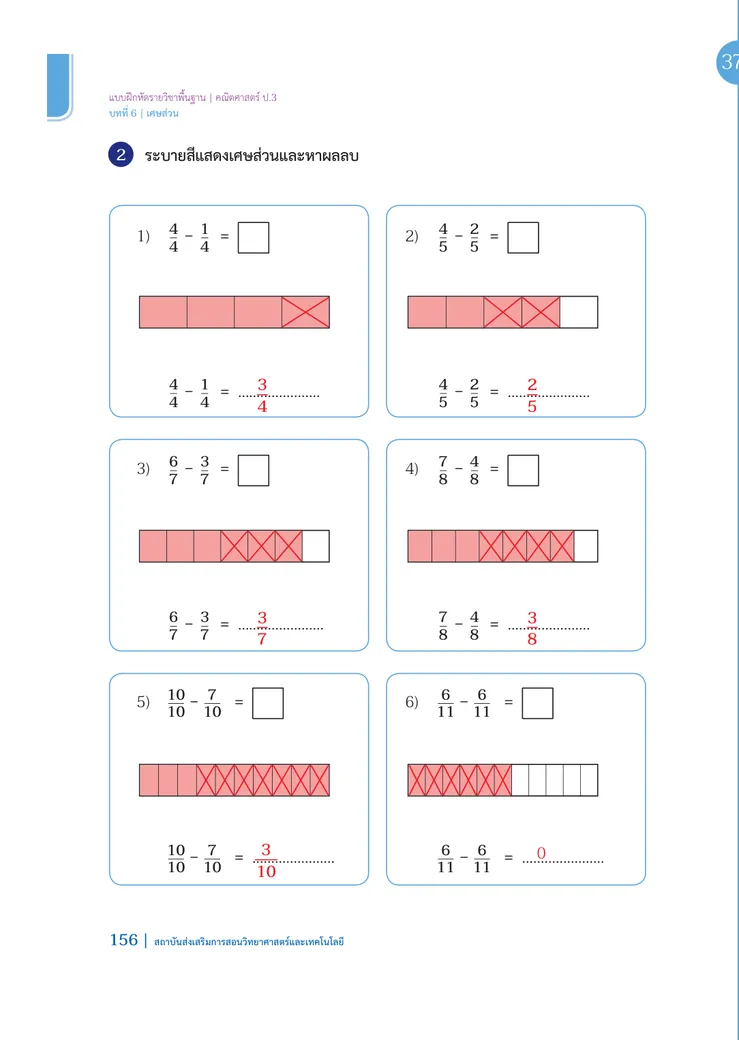 37
แบบฝึกหัดรายวิชาพื้นฐาน | คณิตศาสตร์ ป.3
บทที่ 6 | เศษส่วน
2 ระบายสีแสดงเศษส่วนและหาผลลบ
1) 4/4 − 1/4 = □
4/4 − 1/4 = ......3/4......
2) 4/5 − 2/5 = □
4/5 − 2/5 = ......2/5......
3) 6/7 − 3/7 = □
6/7 − 3/7 = ......3/7......
4) 7/8 − 4/8 = □
7/8 − 4/8 = ......3/8......
5) 10/10 − 7/10 = □
10/10 − 7/10 = ......3/10......
6) 6/11 − 6/11 = □
6/11 − 6/11 = ......0......
156 | สถาบันส่งเสริมการสอนวิทยาศาสตร์และเทคโนโลยี